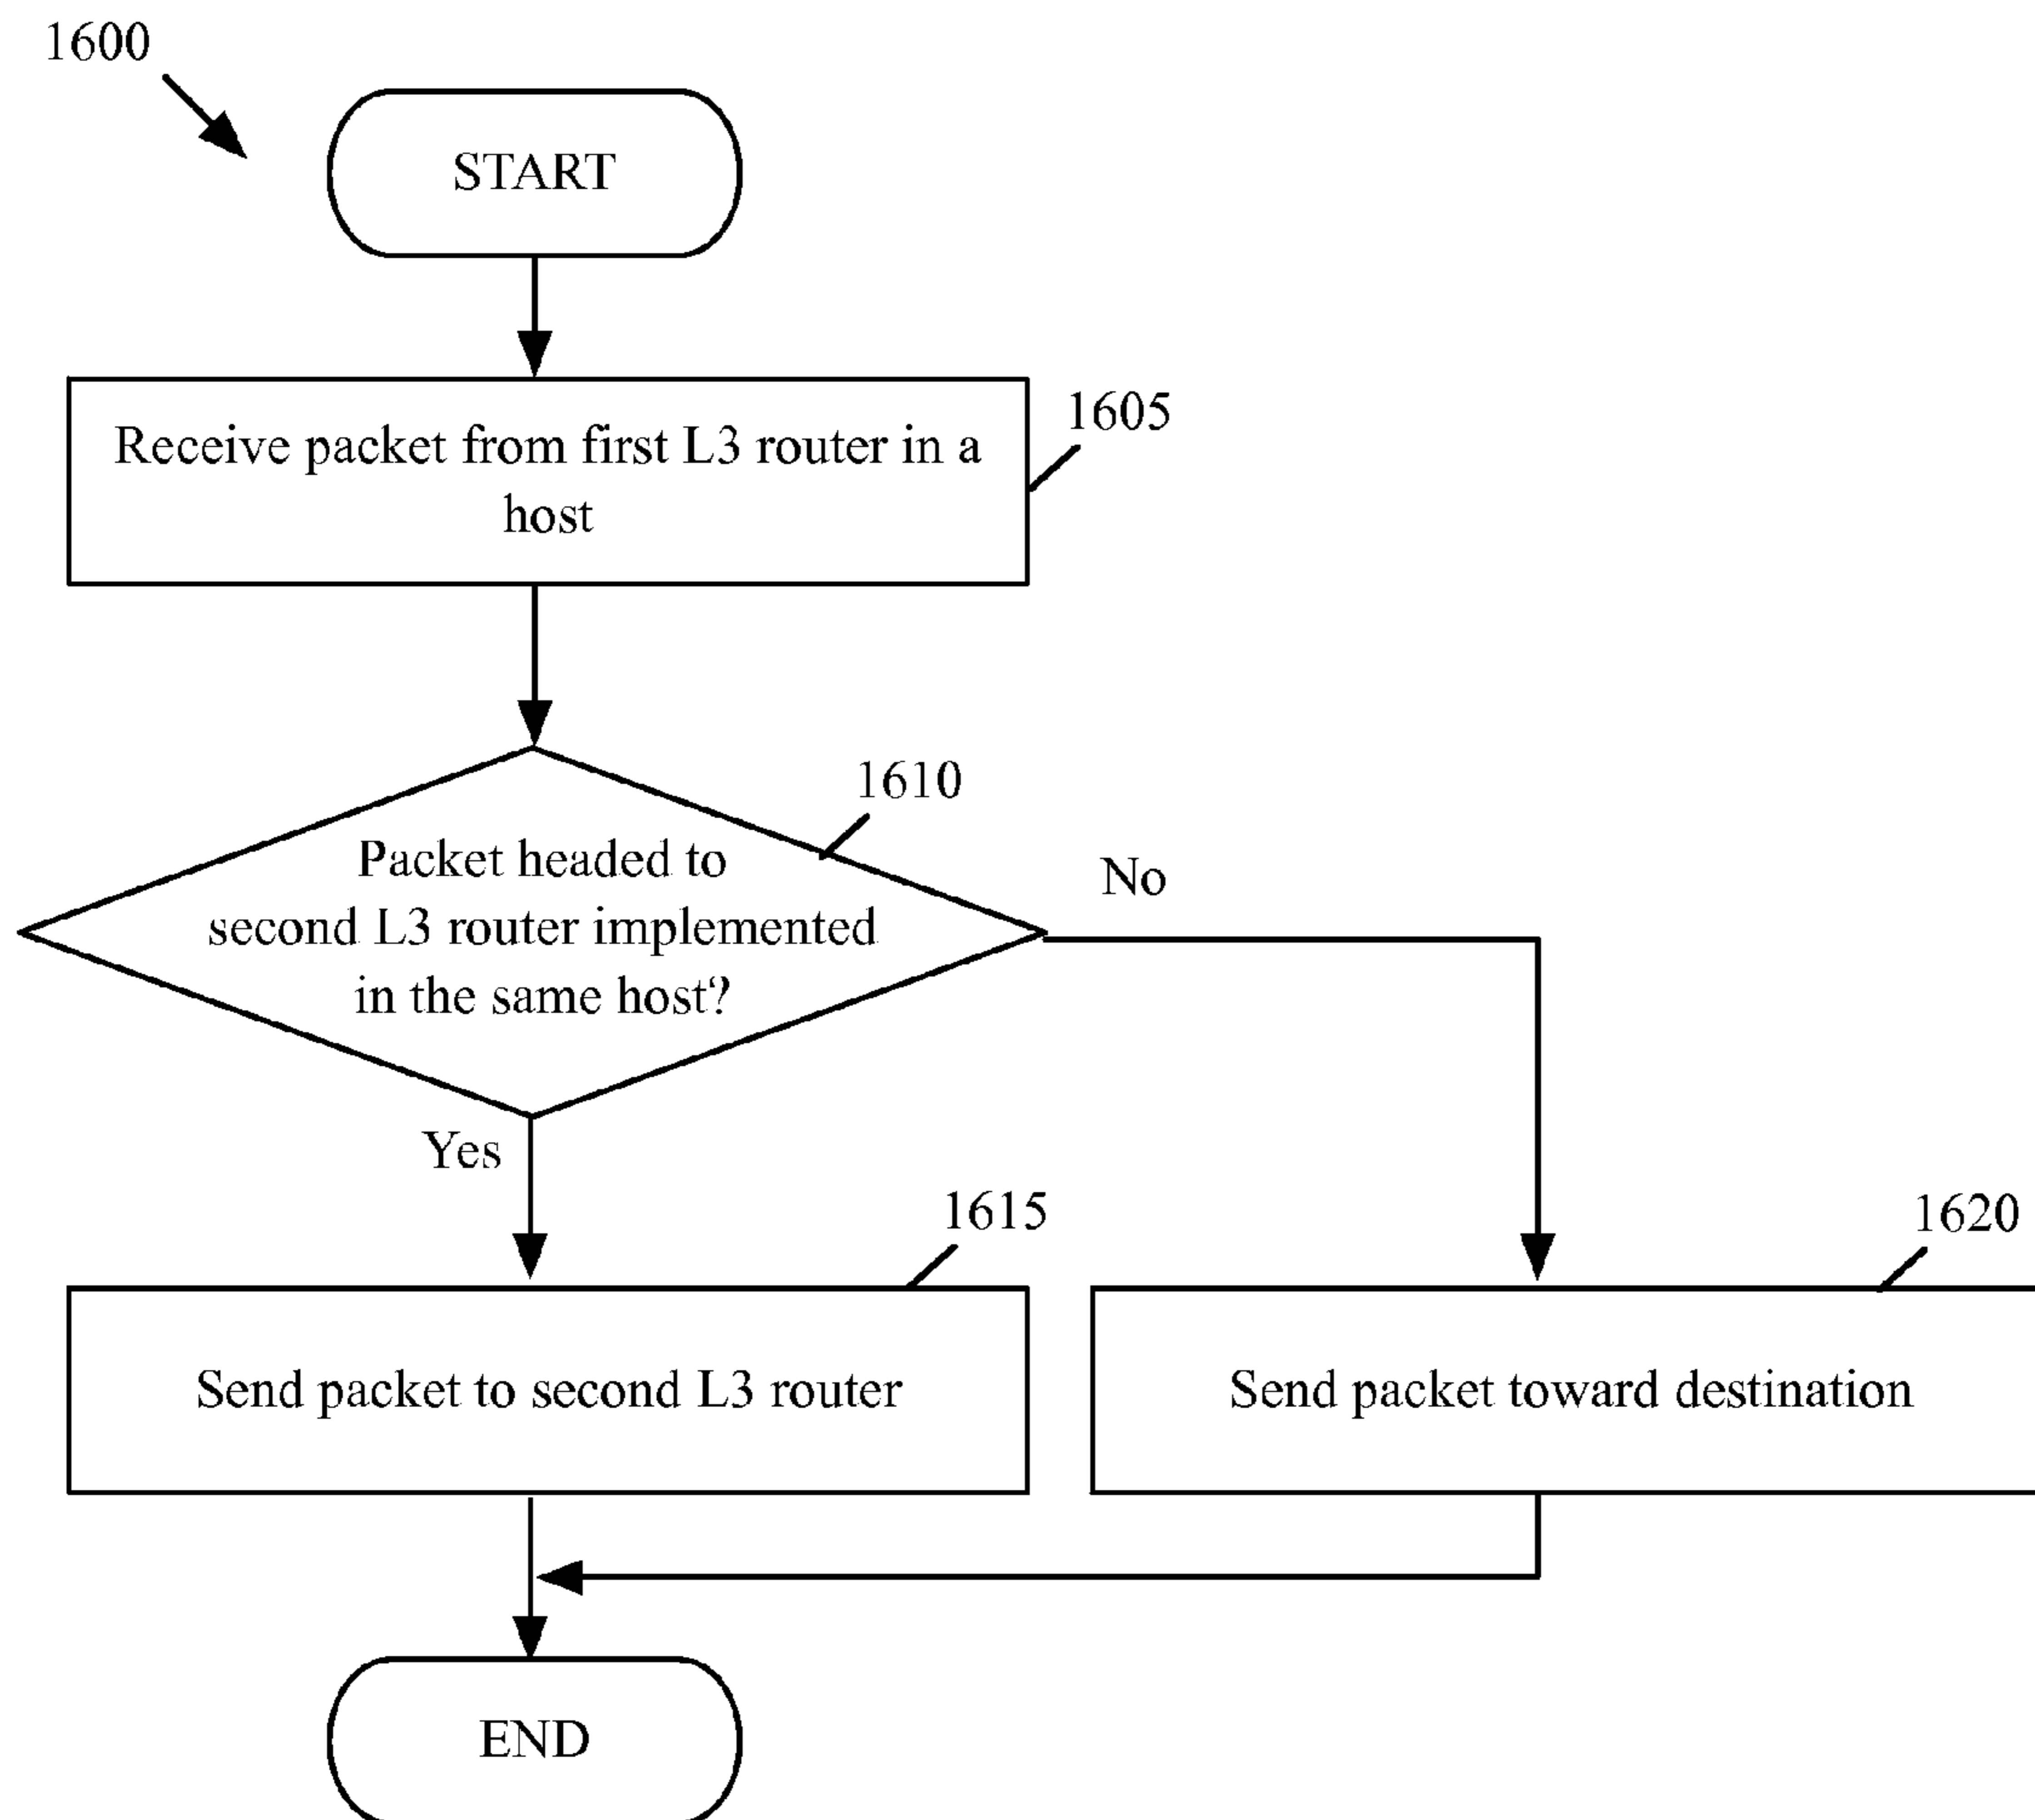 1600
START
Receive packet from first L3 router in a
host
1605
1610
Packet headed to
second L3 router implemented
in the same host?
No
Yes
1615
1620
Send packet to second L3 router
Send packet toward destination
END